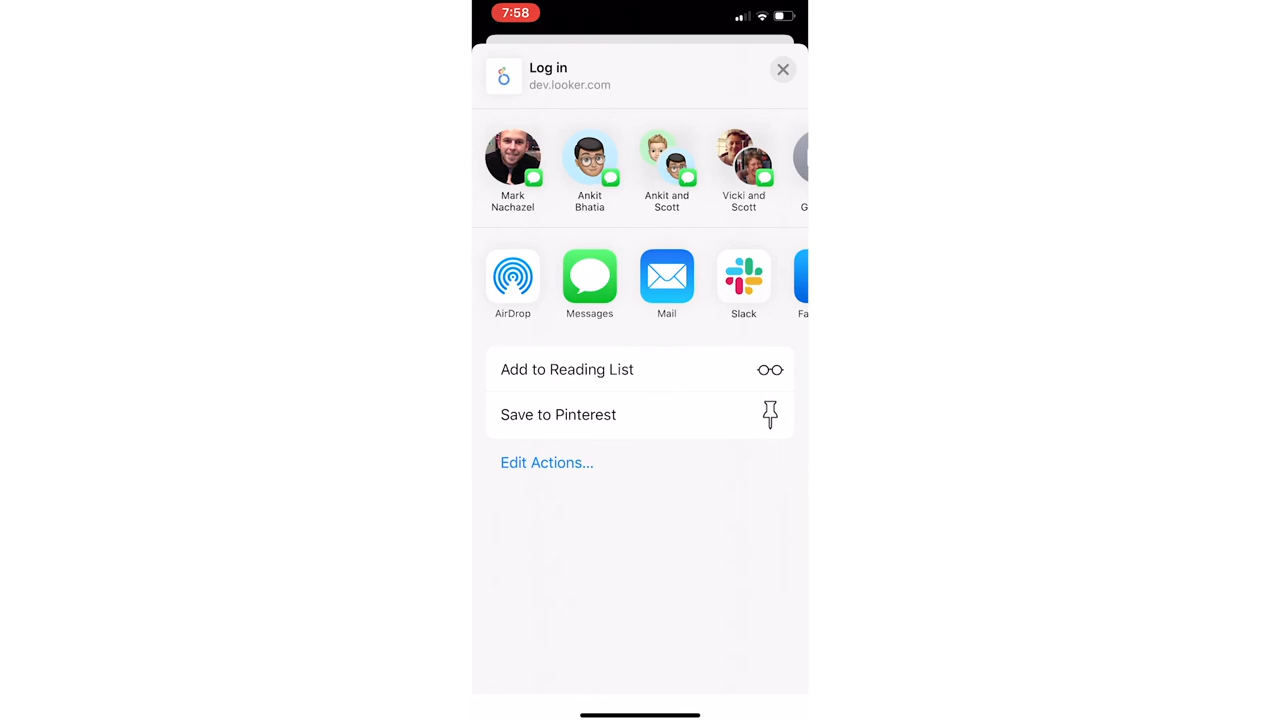 7:58
Log in
dev.looker.com
Mark
Nachazel
Ankit
Bhatia
Ankit and
Scott
Vicki and
Scott
AirDrop
Messages
Mail
Slack
Add to Reading List
Save to Pinterest
Edit Actions...